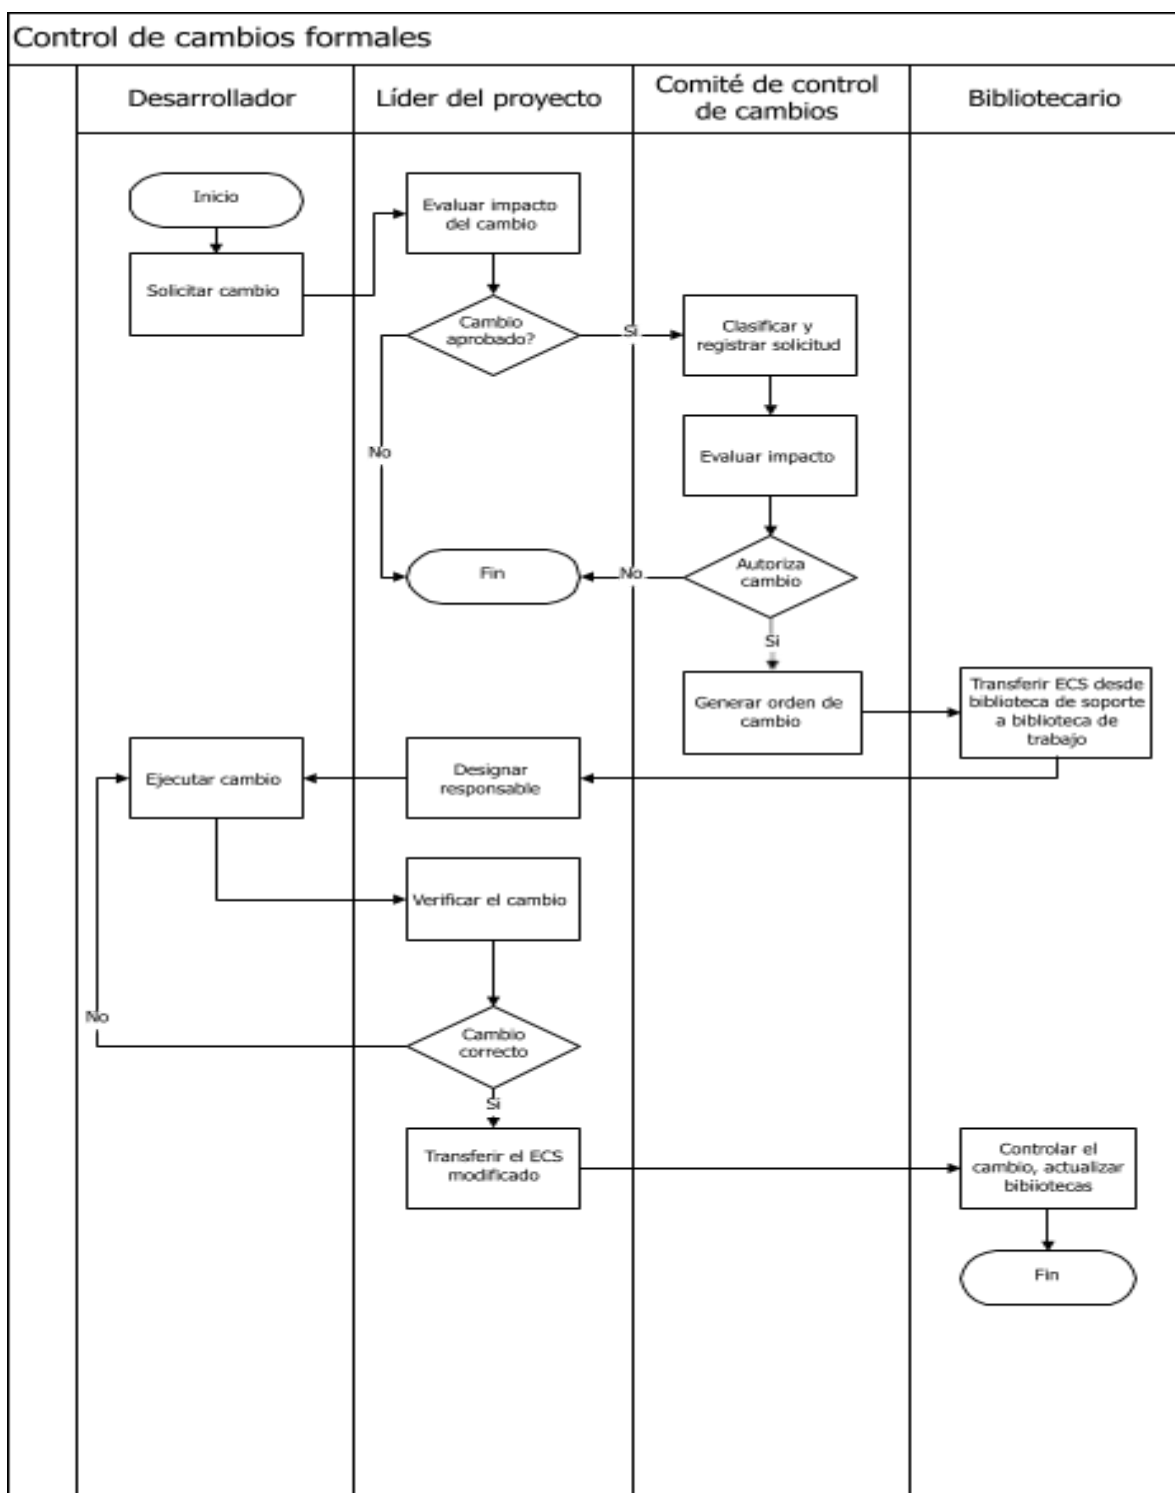 Control de cambios formales
Desarrollador
Líder del proyecto
Comité de control
de cambios
Bibliotecario
Inicio
Evaluar impacto
del cambio
Solicitar cambio
Cambio
aprobado?
Si
Clasificar y
registrar solicitud
No
Evaluar impacto
Fin
No
Autoriza
cambio
Si
Generar orden de
cambio
Transferir ECS desde
biblioteca de soporte
a biblioteca de
trabajo
Ejecutar cambio
Designar
responsable
Verificar el cambio
No
Cambio
correcto
Si
Transferir el ECS
modificado
Controlar el
cambio, actualizar
bibiiotecas
Fin